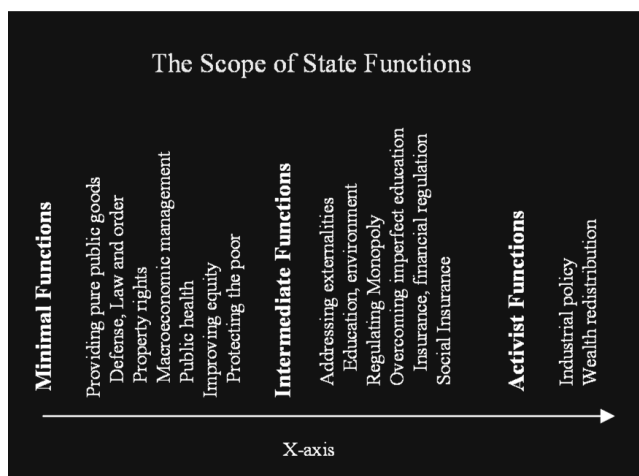 The Scope of State Functions
Minimal Functions
Providing pure public goods
Defense, Law and order
Property rights
Macroeconomic management
Public health
Improving equity
Protecting the poor
Intermediate Functions
Addressing externalities
Education, environment
Regulating Monopoly
Overcoming imperfect education
Insurance, financial regulation
Social Insurance
Activist Functions
Industrial policy
Wealth redistribution
X-axis